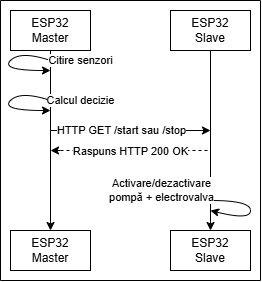 ESP32
Master
ESP32
Slave
Citire senzori
Calcul decizie
HTTP GET /start sau /stop
Raspuns HTTP 200 OK
Activare/dezactivare
pompă + electrovalva
ESP32
Master
ESP32
Slave